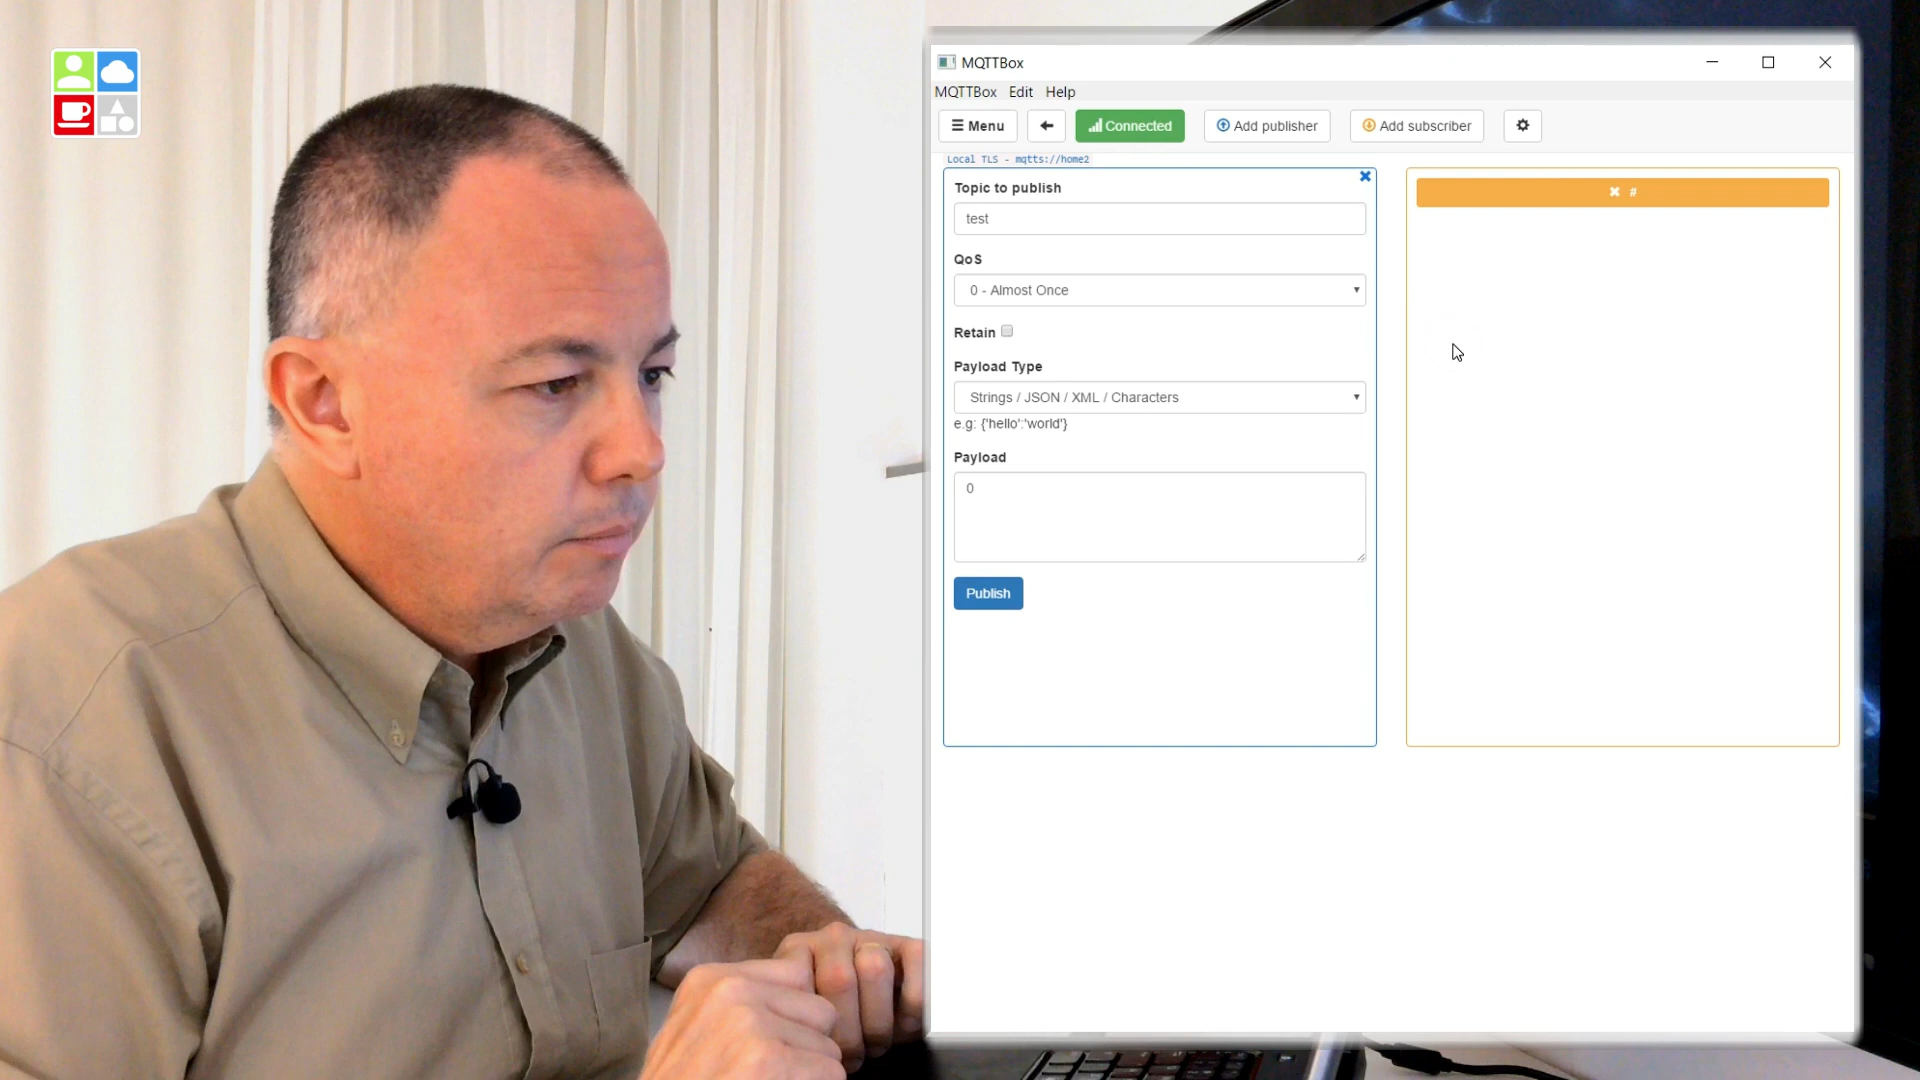 MQTTBox
MQTTBox Edit Help
Menu Connected Add publisher Add subscriber
Local TLS - mqtts://home2
Topic to publish
test
QoS
0 - Almost Once
Retain
Payload Type
Strings / JSON / XML / Characters
e.g: {'hello':'world'}
Payload
0
Publish
#